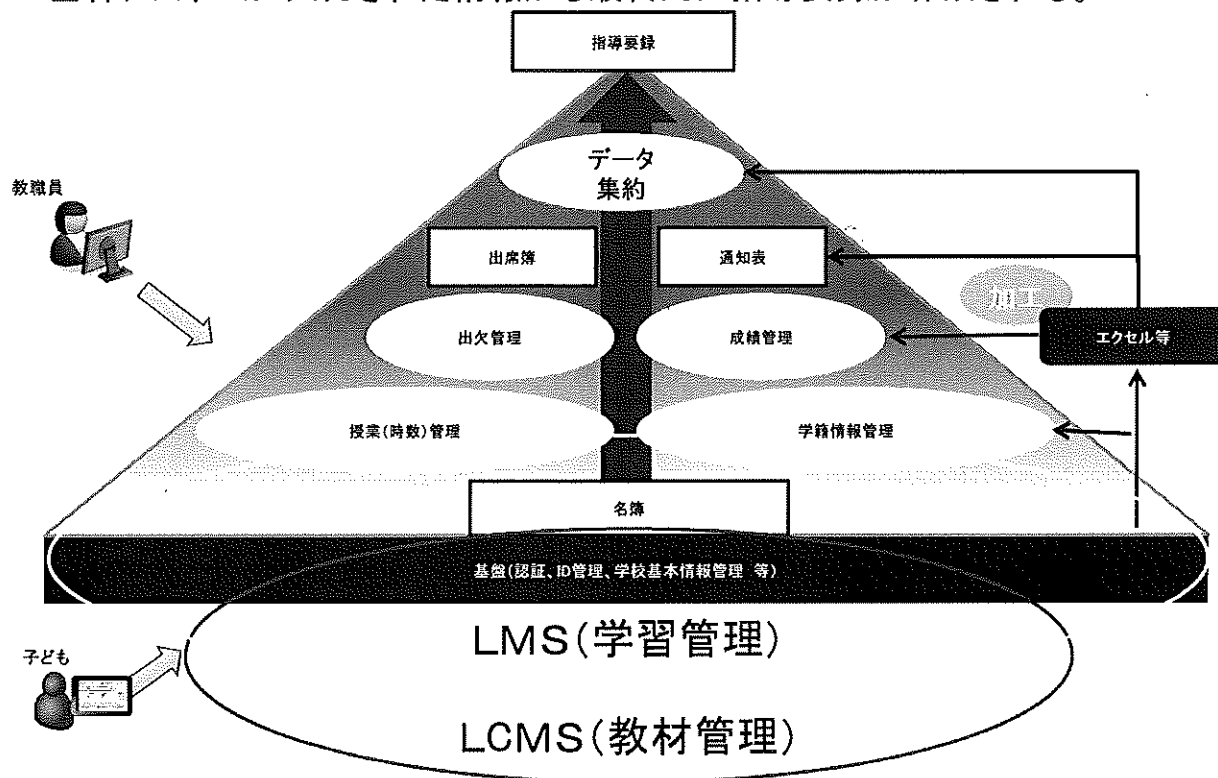 指導要録
データ
集約
教職員
出席簿
通知表
加工
出欠管理
成績管理
エクセル等
授業(時数)管理
学籍情報管理
名簿
基盤(認証、ID管理、学校基本情報管理 等)
LMS(学習管理)
子ども
LCMS(教材管理)